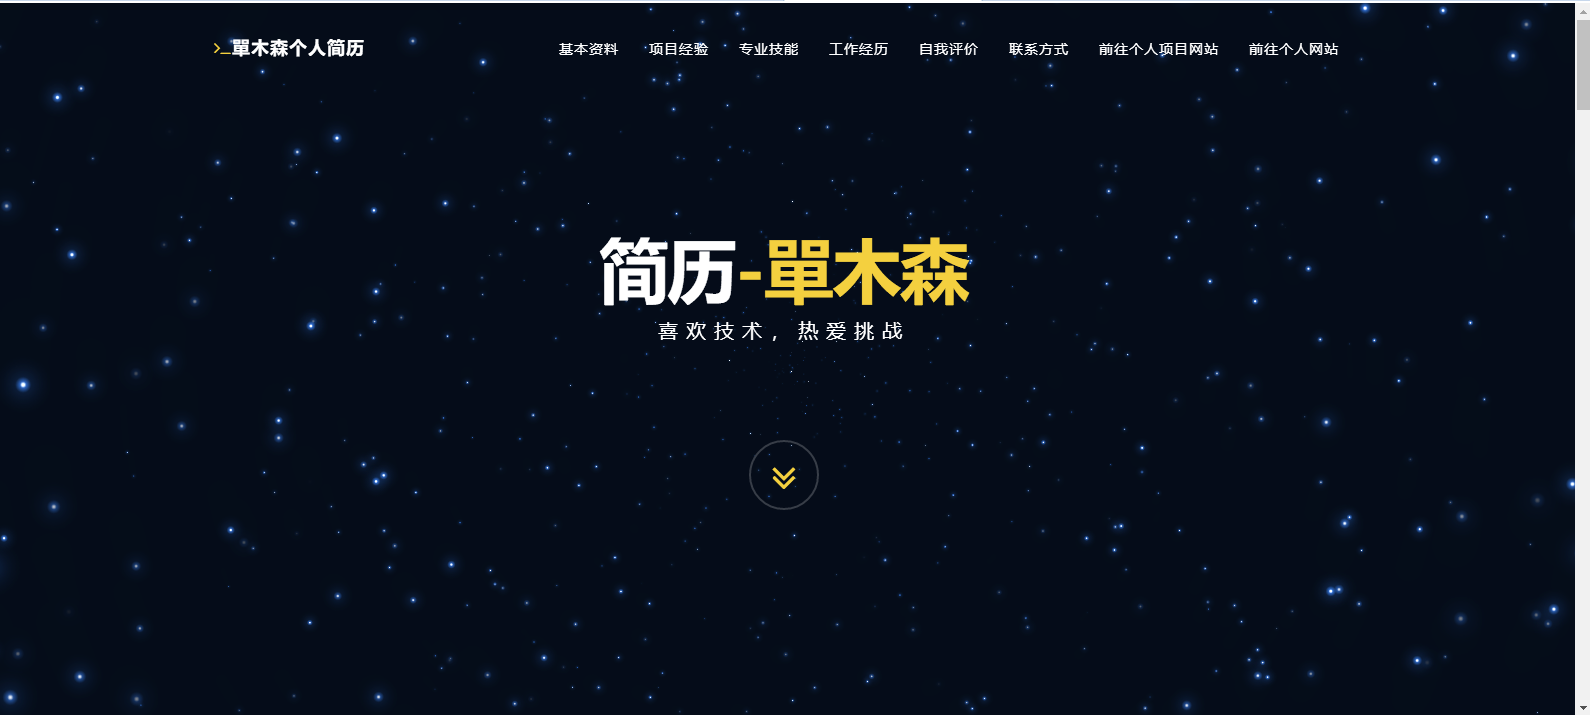 >_單木森个人简历
基本资料 项目经验 专业技能 工作经历 自我评价 联系方式 前往个人项目网站 前往个人网站
简历-單木森
喜欢技术，热爱挑战